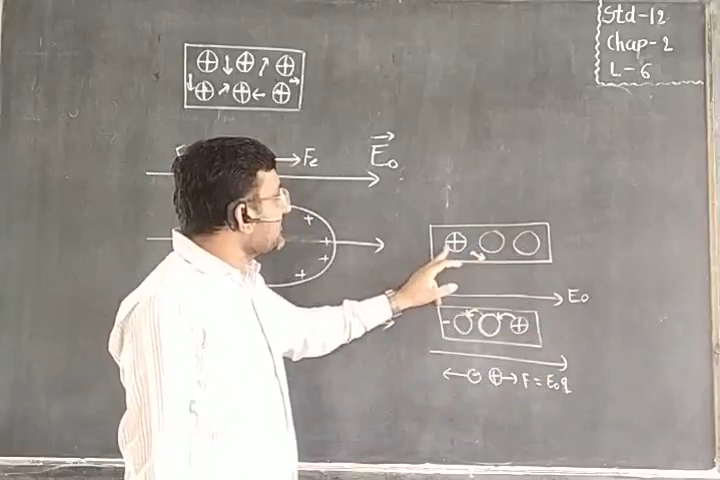 Std-12
Chap-2
L-6
F Fe E₀
E₀
F = E₀q